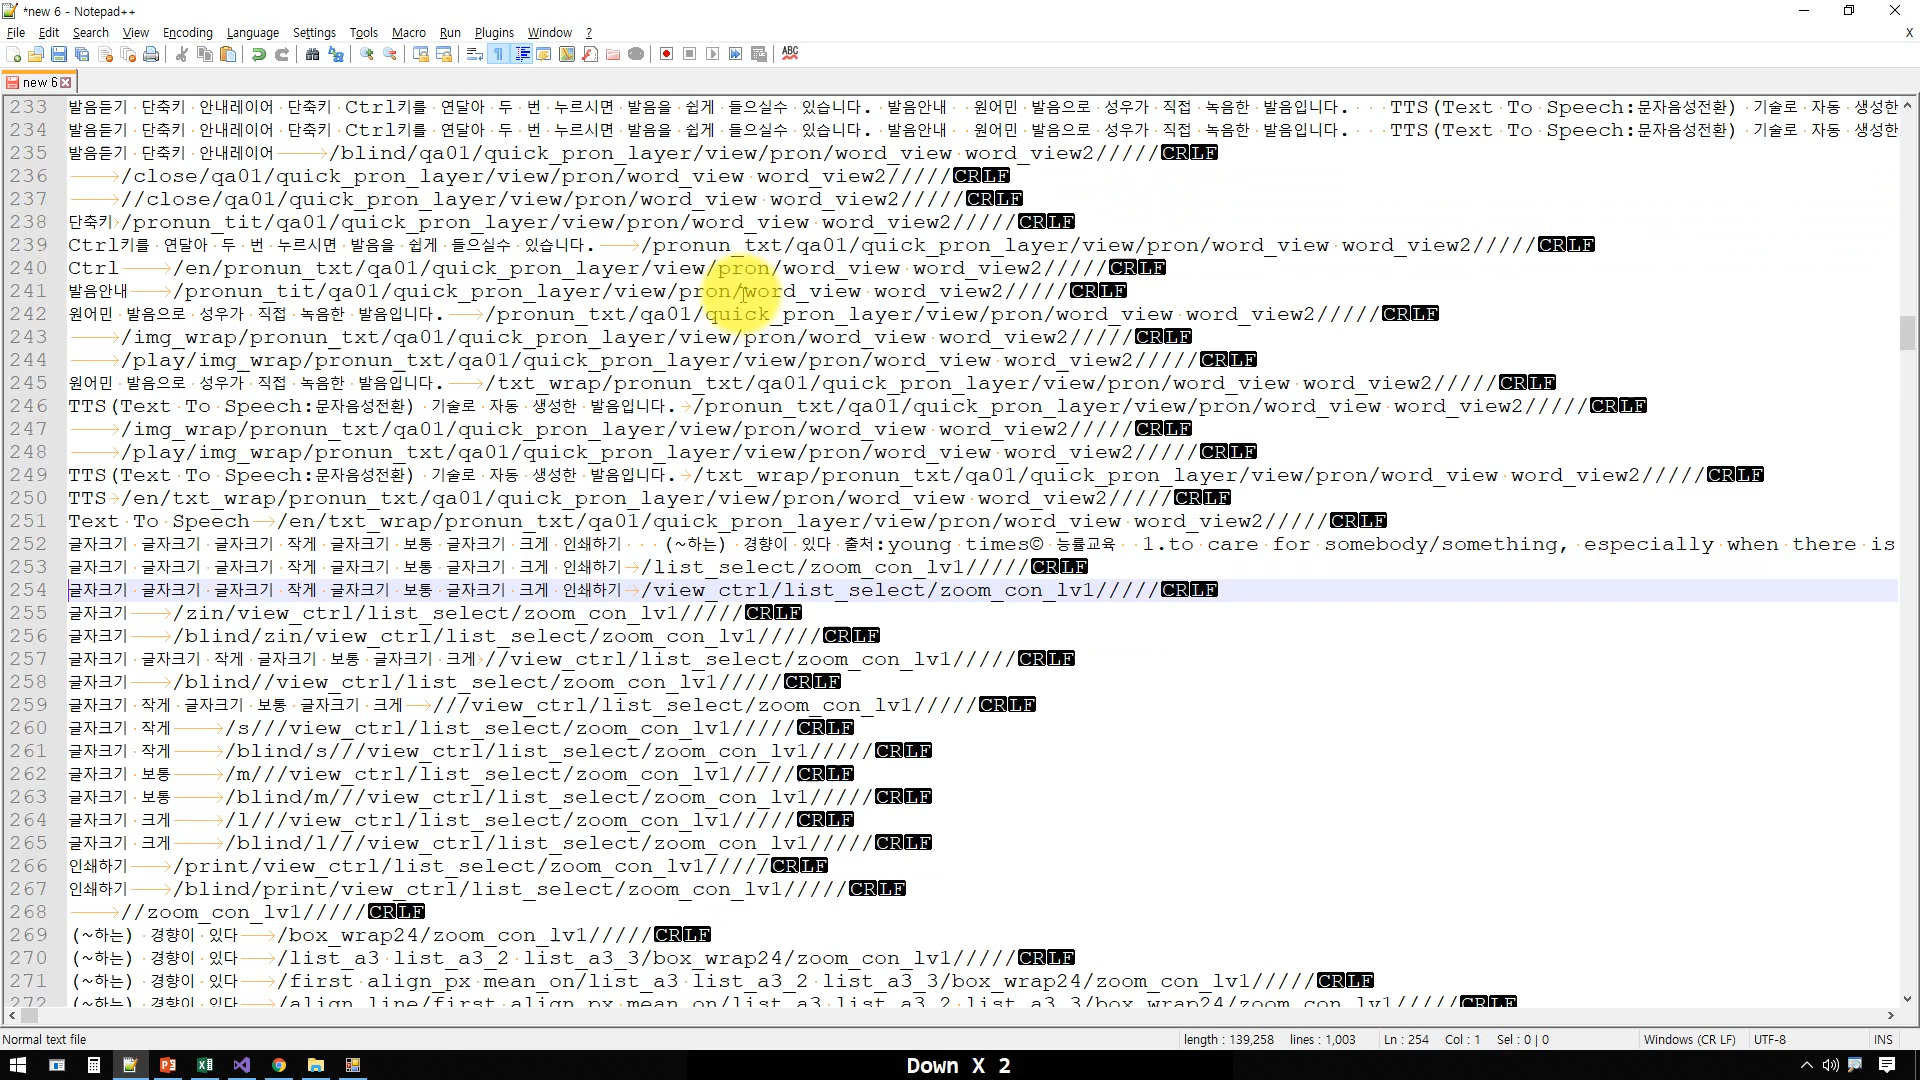 *new 6 - Notepad++
File Edit Search View Encoding Language Settings Tools Macro Run Plugins Window ? X
new 6
233 발음듣기 단축키 안내레이어 단축키 Ctrl키를 연달아 두 번 누르시면 발음을 쉽게 들으실수 있습니다. 발음안내 원어민 발음으로 성우가 직접 녹음한 발음입니다. TTS(Text To Speech:문자음성전환) 기술로 자동 생성한
234 발음듣기 단축키 안내레이어 단축키 Ctrl키를 연달아 두 번 누르시면 발음을 쉽게 들으실수 있습니다. 발음안내 원어민 발음으로 성우가 직접 녹음한 발음입니다. TTS(Text To Speech:문자음성전환) 기술로 자동 생성한
235 발음듣기 단축키 안내레이어 /blind/qa01/quick_pron_layer/view/pron/word_view word_view2/////CRLF
236 /close/qa01/quick_pron_layer/view/pron/word_view word_view2/////CRLF
237 //close/qa01/quick_pron_layer/view/pron/word_view word_view2/////CRLF
238 단축키 /pronun_tit/qa01/quick_pron_layer/view/pron/word_view word_view2/////CRLF
239 Ctrl키를 연달아 두 번 누르시면 발음을 쉽게 들으실수 있습니다. /pronun_txt/qa01/quick_pron_layer/view/pron/word_view word_view2/////CRLF
240 Ctrl /en/pronun_txt/qa01/quick_pron_layer/view/pron/word_view word_view2/////CRLF
241 발음안내 /pronun_tit/qa01/quick_pron_layer/view/pron/word_view word_view2/////CRLF
242 원어민 발음으로 성우가 직접 녹음한 발음입니다. /pronun_txt/qa01/quick_pron_layer/view/pron/word_view word_view2/////CRLF
243 /img_wrap/pronun_txt/qa01/quick_pron_layer/view/pron/word_view word_view2/////CRLF
244 /play/img_wrap/pronun_txt/qa01/quick_pron_layer/view/pron/word_view word_view2/////CRLF
245 원어민 발음으로 성우가 직접 녹음한 발음입니다. /txt_wrap/pronun_txt/qa01/quick_pron_layer/view/pron/word_view word_view2/////CRLF
246 TTS(Text To Speech:문자음성전환) 기술로 자동 생성한 발음입니다. /pronun_txt/qa01/quick_pron_layer/view/pron/word_view word_view2/////CRLF
247 /img_wrap/pronun_txt/qa01/quick_pron_layer/view/pron/word_view word_view2/////CRLF
248 /play/img_wrap/pronun_txt/qa01/quick_pron_layer/view/pron/word_view word_view2/////CRLF
249 TTS(Text To Speech:문자음성전환) 기술로 자동 생성한 발음입니다. /txt_wrap/pronun_txt/qa01/quick_pron_layer/view/pron/word_view word_view2/////CRLF
250 TTS /en/txt_wrap/pronun_txt/qa01/quick_pron_layer/view/pron/word_view word_view2/////CRLF
251 Text To Speech /en/txt_wrap/pronun_txt/qa01/quick_pron_layer/view/pron/word_view word_view2/////CRLF
252 글자크기 글자크기 글자크기 작게 글자크기 보통 글자크기 크게 인쇄하기 (~하는) 경향이 있다 출처:young times© 능률교육 1.to care for somebody/something, especially when there is
253 글자크기 글자크기 글자크기 작게 글자크기 보통 글자크기 크게 인쇄하기 /list_select/zoom_con_lv1/////CRLF
254 글자크기 글자크기 글자크기 작게 글자크기 보통 글자크기 크게 인쇄하기 /view_ctrl/list_select/zoom_con_lv1/////CRLF
255 글자크기 /zin/view_ctrl/list_select/zoom_con_lv1/////CRLF
256 글자크기 /blind/zin/view_ctrl/list_select/zoom_con_lv1/////CRLF
257 글자크기 글자크기 작게 글자크기 보통 글자크기 크게 //view_ctrl/list_select/zoom_con_lv1/////CRLF
258 글자크기 /blind//view_ctrl/list_select/zoom_con_lv1/////CRLF
259 글자크기 작게 글자크기 보통 글자크기 크게 ///view_ctrl/list_select/zoom_con_lv1/////CRLF
260 글자크기 작게 /s///view_ctrl/list_select/zoom_con_lv1/////CRLF
261 글자크기 작게 /blind/s///view_ctrl/list_select/zoom_con_lv1/////CRLF
262 글자크기 보통 /m///view_ctrl/list_select/zoom_con_lv1/////CRLF
263 글자크기 보통 /blind/m///view_ctrl/list_select/zoom_con_lv1/////CRLF
264 글자크기 크게 /l///view_ctrl/list_select/zoom_con_lv1/////CRLF
265 글자크기 크게 /blind/l///view_ctrl/list_select/zoom_con_lv1/////CRLF
266 인쇄하기 /print/view_ctrl/list_select/zoom_con_lv1/////CRLF
267 인쇄하기 /blind/print/view_ctrl/list_select/zoom_con_lv1/////CRLF
268 //zoom_con_lv1/////CRLF
269 (~하는) 경향이 있다 /box_wrap24/zoom_con_lv1/////CRLF
270 (~하는) 경향이 있다 /list_a3 list_a3_2 list_a3_3/box_wrap24/zoom_con_lv1/////CRLF
271 (~하는) 경향이 있다 /first align_px mean_on/list_a3 list_a3_2 list_a3_3/box_wrap24/zoom_con_lv1/////CRLF
272 (~하는) 경향이 있다 /align_line/first align_px mean_on/list_a3 list_a3_2 list_a3_3/box_wrap24/zoom_con_lv1/////CRLF
Normal text file length : 139,258 lines : 1,003 Ln : 254 Col : 1 Sel : 0 | 0 Windows (CR LF) UTF-8 INS
Down X 2